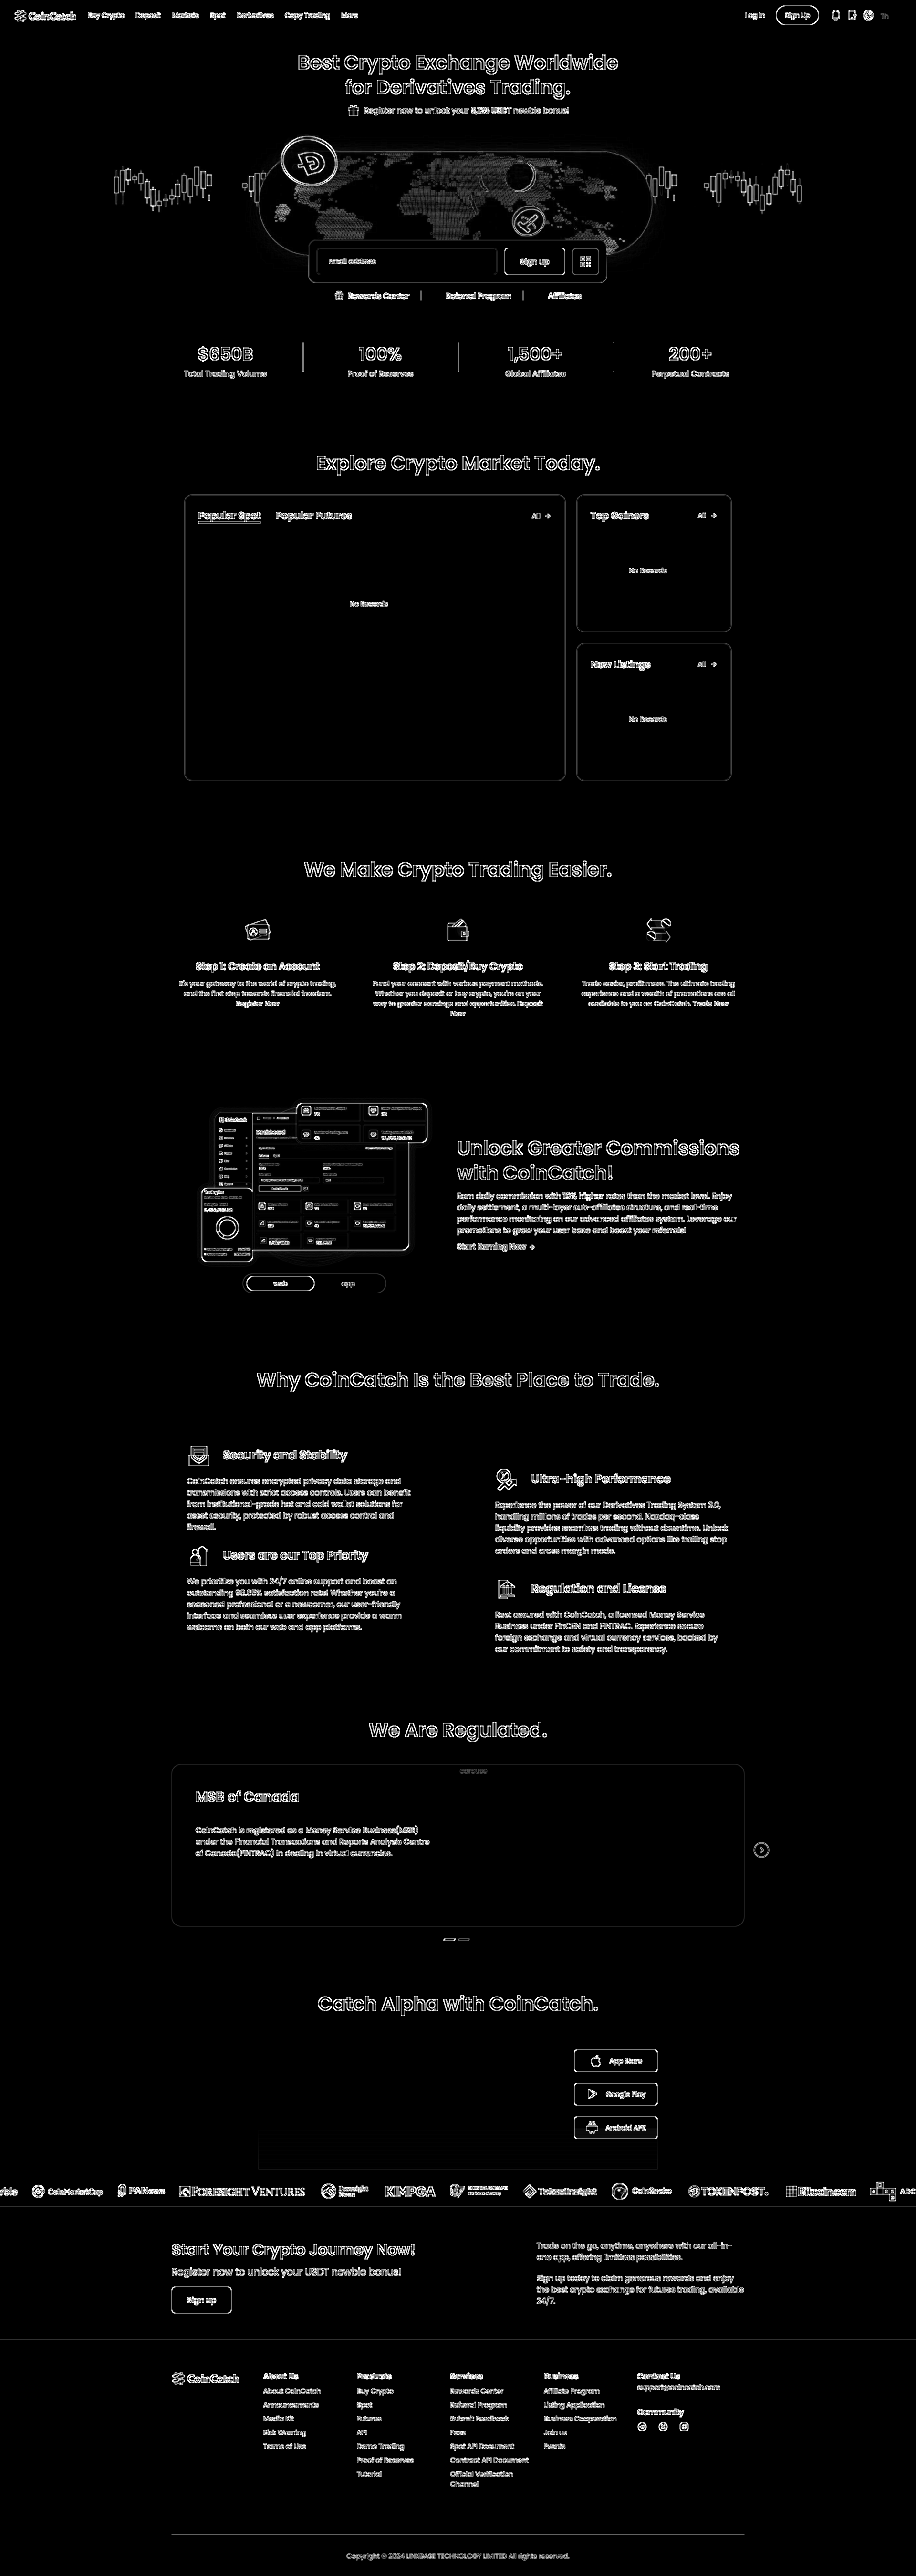 CoinCatch Buy Crypto Deposit Markets Spot Derivatives Copy Trading More Log In Sign Up
Best Crypto Exchange Worldwide
for Derivatives Trading.
Register now to unlock your USDT newbie bonus!
Email address Sign up
Rewards Center Referral Program Affiliates
$650B 100% 1,500+ 200+
Total Trading Volume Proof of Reserves Global Affiliates Perpetual Contracts
Explore Crypto Market Today.
Popular Spot Popular Futures All
No Records
Top Gainers All
No Records
New Listings All
No Records
We Make Crypto Trading Easier.
Step 1: Create an Account
It's your gateway to the world of crypto trading,
and the first step towards financial freedom.
Register Now
Step 2: Deposit/Buy Crypto
Fund your account with various payment methods.
Whether you deposit or buy crypto, you're on your
way to greater earnings and opportunities. Deposit
Now
Step 3: Start Trading
Trade easier, profit more. The ultimate trading
experience and a wealth of promotions are all
available to you on CoinCatch. Trade Now
CoinCatch
Dashboard
web app
Unlock Greater Commissions
with CoinCatch!
Earn daily commission with higher rates than the market level. Enjoy
daily settlement, a multi-layer sub-affiliates structure, and real-time
performance monitoring on our advanced affiliates system. Leverage our
promotions to grow your user base and boost your referrals!
Start Earning Now
Why CoinCatch Is the Best Place to Trade.
Security and Stability
CoinCatch ensures encrypted privacy data storage and
transmissions with strict access controls. Users can benefit
from institutional-grade hot and cold wallet solutions for
asset security, protected by robust access control and
firewall.
Ultra-high Performance
Experience the power of our Derivatives Trading System 3.0,
handling millions of trades per second. Nasdaq-class
liquidity provides seamless trading without downtime. Unlock
diverse opportunities with advanced options like trailing stop
orders and cross margin mode.
Users are our Top Priority
We prioritise you with 24/7 online support and boast an
outstanding satisfaction rate! Whether you're a
seasoned professional or a newcomer, our user-friendly
interface and seamless user experience provide a warm
welcome on both our web and app platforms.
Regulation and License
Rest assured with CoinCatch, a licensed Money Service
Business under FinCEN and FINTRAC. Experience secure
foreign exchange and virtual currency services, backed by
our commitment to safety and transparency.
We Are Regulated.
MSB of Canada
CoinCatch is registered as a Money Service Business(MSB)
under the Financial Transactions and Reports Analysis Centre
of Canada(FINTRAC) in dealing in virtual currencies.
Catch Alpha with CoinCatch.
App Store
Google Play
Android APK
CoinMarketCap PANews FORESIGHT VENTURES Foresight News KIMPGA TokenInsight CoinGecko TOKENPOST. Bitcoin.com ABC
Start Your Crypto Journey Now!
Register now to unlock your USDT newbie bonus!
Sign up
Trade on the go, anytime, anywhere with our all-in-
one app, offering limitless possibilities.
Sign up today to claim generous rewards and enjoy
the best crypto exchange for futures trading, available
24/7.
CoinCatch
About Us
About CoinCatch
Announcements
Media Kit
Risk Warning
Terms of Use
Products
Buy Crypto
Spot
Futures
API
Demo Trading
Proof of Reserves
Tutorial
Services
Rewards Center
Referral Program
Submit Feedback
Fees
Spot API Document
Contract API Document
Official Verification
Channel
Business
Affiliate Program
Listing Application
Business Cooperation
Join us
Events
Contact Us
support@coincatch.com
Community
Copyright © 2024 LINKBASE TECHNOLOGY LIMITED All rights reserved.